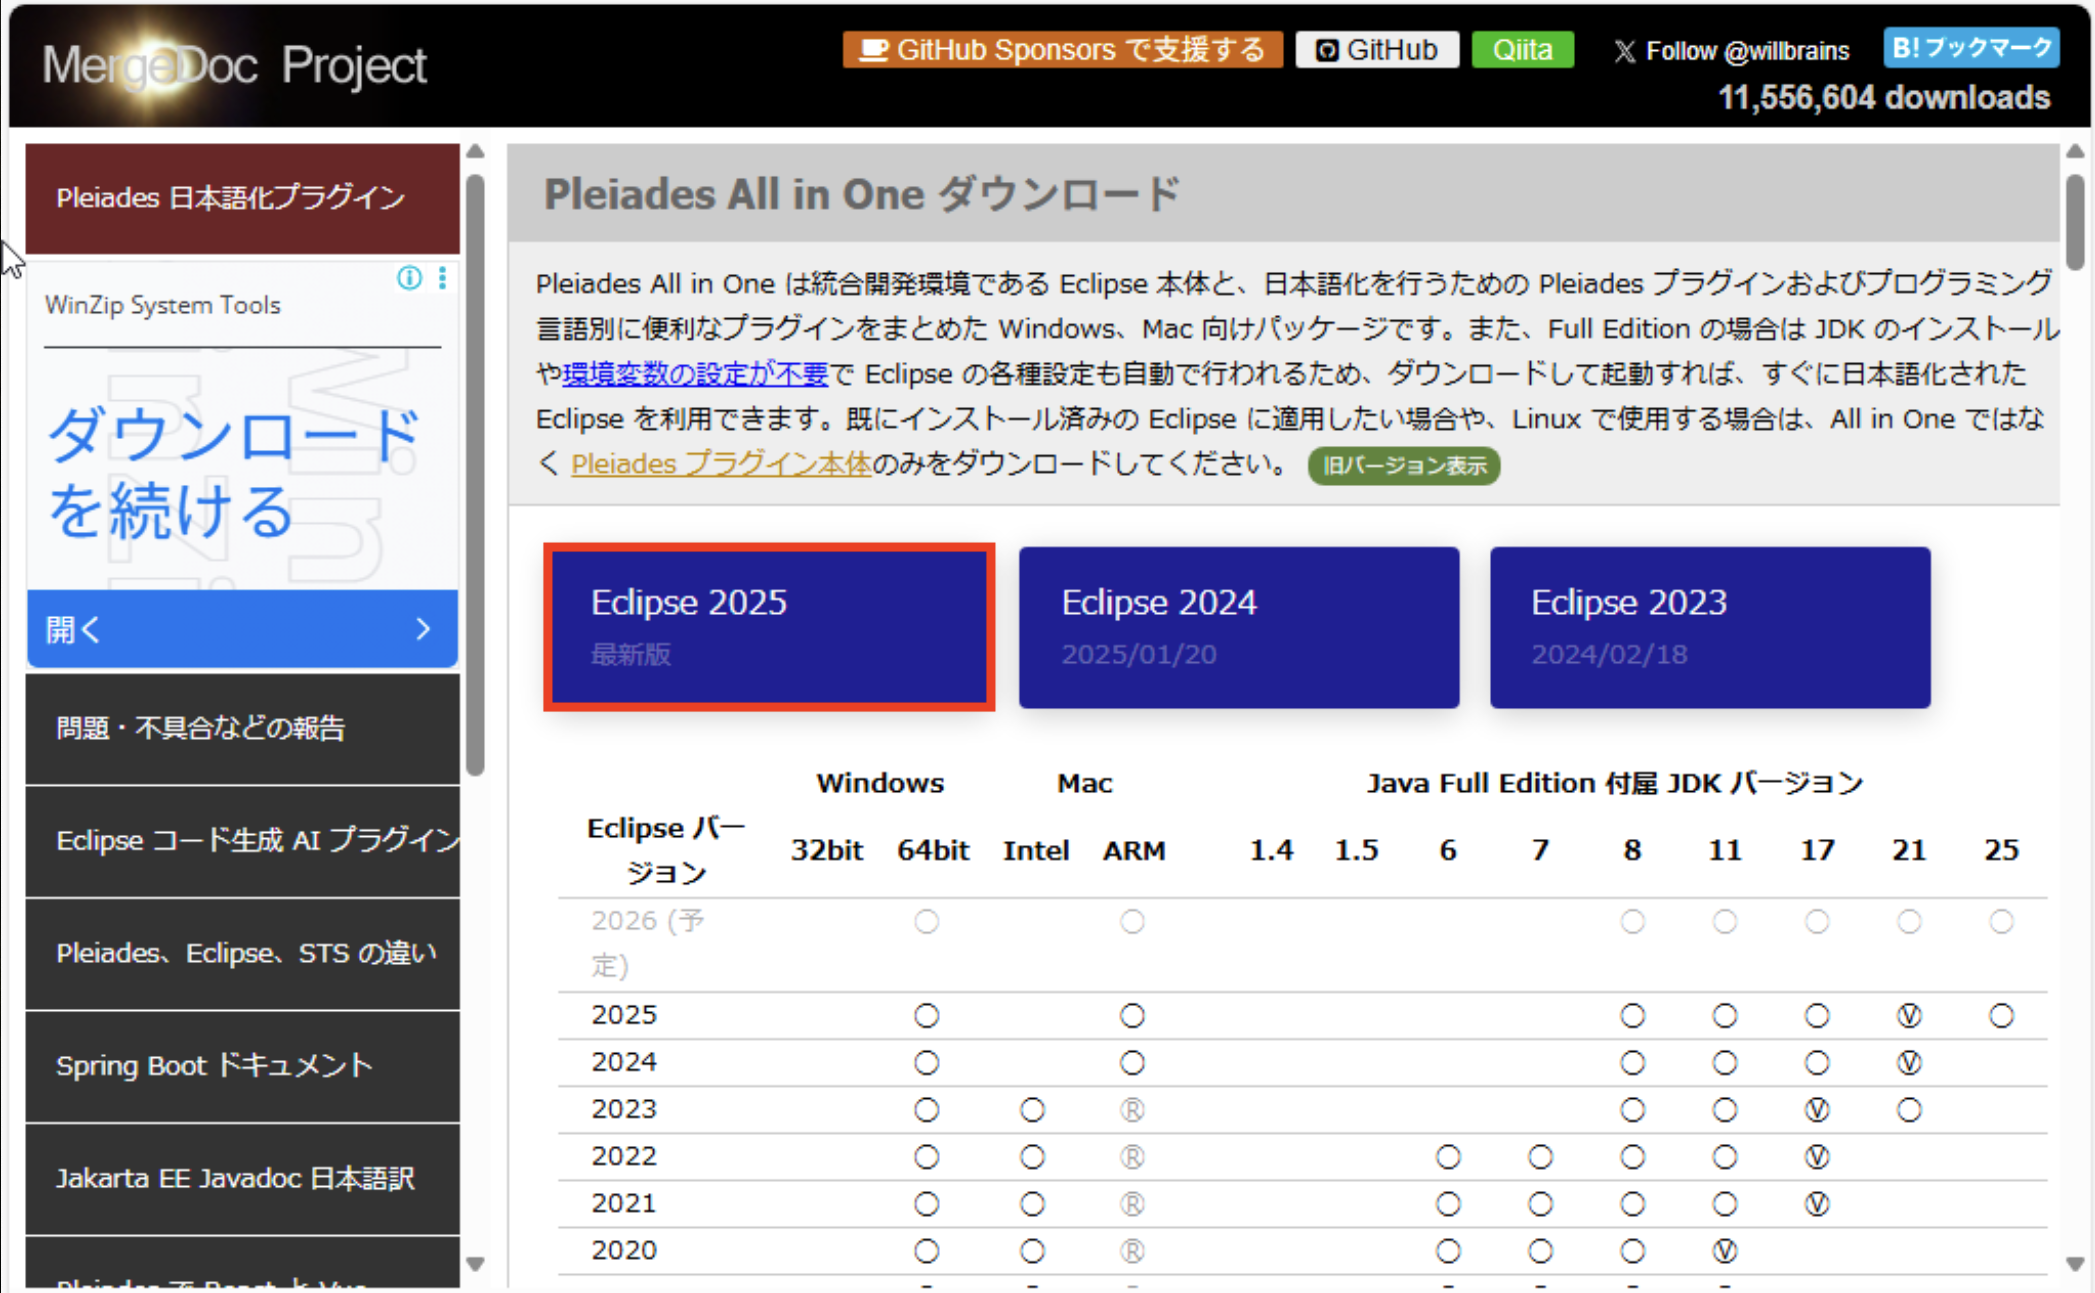 MergeDoc Project
GitHub Sponsors で支援する
GitHub
Qiita
X Follow @willbrains
B! ブックマーク
11,556,604 downloads
Pleiades 日本語化プラグイン
WinZip System Tools
ダウンロード
を続ける
開く
問題・不具合などの報告
Eclipse コード生成 AI プラグイン
Pleiades、Eclipse、STS の違い
Spring Boot ドキュメント
Jakarta EE Javadoc 日本語訳
Pleiades All in One ダウンロード
Pleiades All in One は統合開発環境である Eclipse 本体と、日本語化を行うための Pleiades プラグインおよびプログラミング
言語別に便利なプラグインをまとめた Windows、Mac 向けパッケージです。また、Full Edition の場合は JDK のインストール
や環境変数の設定が不要で Eclipse の各種設定も自動で行われるため、ダウンロードして起動すれば、すぐに日本語化された
Eclipse を利用できます。既にインストール済みの Eclipse に適用したい場合や、Linux で使用する場合は、All in One ではな
く Pleiades プラグイン本体のみをダウンロードしてください。 旧バージョン表示
Eclipse 2025
最新版
Eclipse 2024
2025/01/20
Eclipse 2023
2024/02/18
Windows Mac Java Full Edition 付属 JDK バージョン
Eclipse バー
ジョン
32bit 64bit Intel ARM 1.4 1.5 6 7 8 11 17 21 25
2026 (予
定) ○ ○ ○ ○ ○ ○ ○
2025 ○ ○ ○ ○ ○ Ⓥ ○
2024 ○ ○ ○ ○ ○ Ⓥ
2023 ○ ○ Ⓡ ○ ○ Ⓥ ○
2022 ○ ○ Ⓡ ○ ○ ○ ○ Ⓥ
2021 ○ ○ Ⓡ ○ ○ ○ ○ Ⓥ
2020 ○ ○ Ⓡ ○ ○ ○ Ⓥ